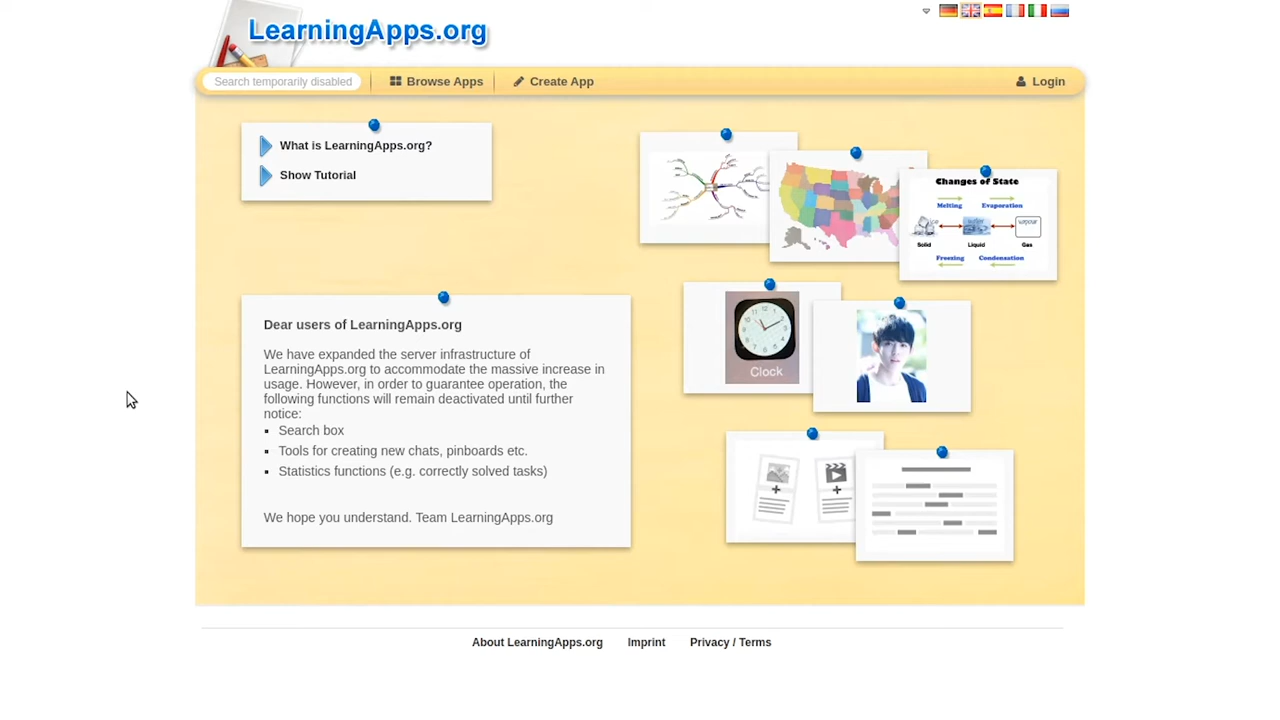 LearningApps.org
Search temporarily disabled
Browse Apps
Create App
Login
What is LearningApps.org?
Show Tutorial
Changes of State
Melting
Evaporation
Solid
Liquid
Gas
Freezing
Condensation
Clock
Dear users of LearningApps.org
We have expanded the server infrastructure of
LearningApps.org to accommodate the massive increase in
usage. However, in order to guarantee operation, the
following functions will remain deactivated until further
notice:
Search box
Tools for creating new chats, pinboards etc.
Statistics functions (e.g. correctly solved tasks)
We hope you understand. Team LearningApps.org
About LearningApps.org
Imprint
Privacy / Terms